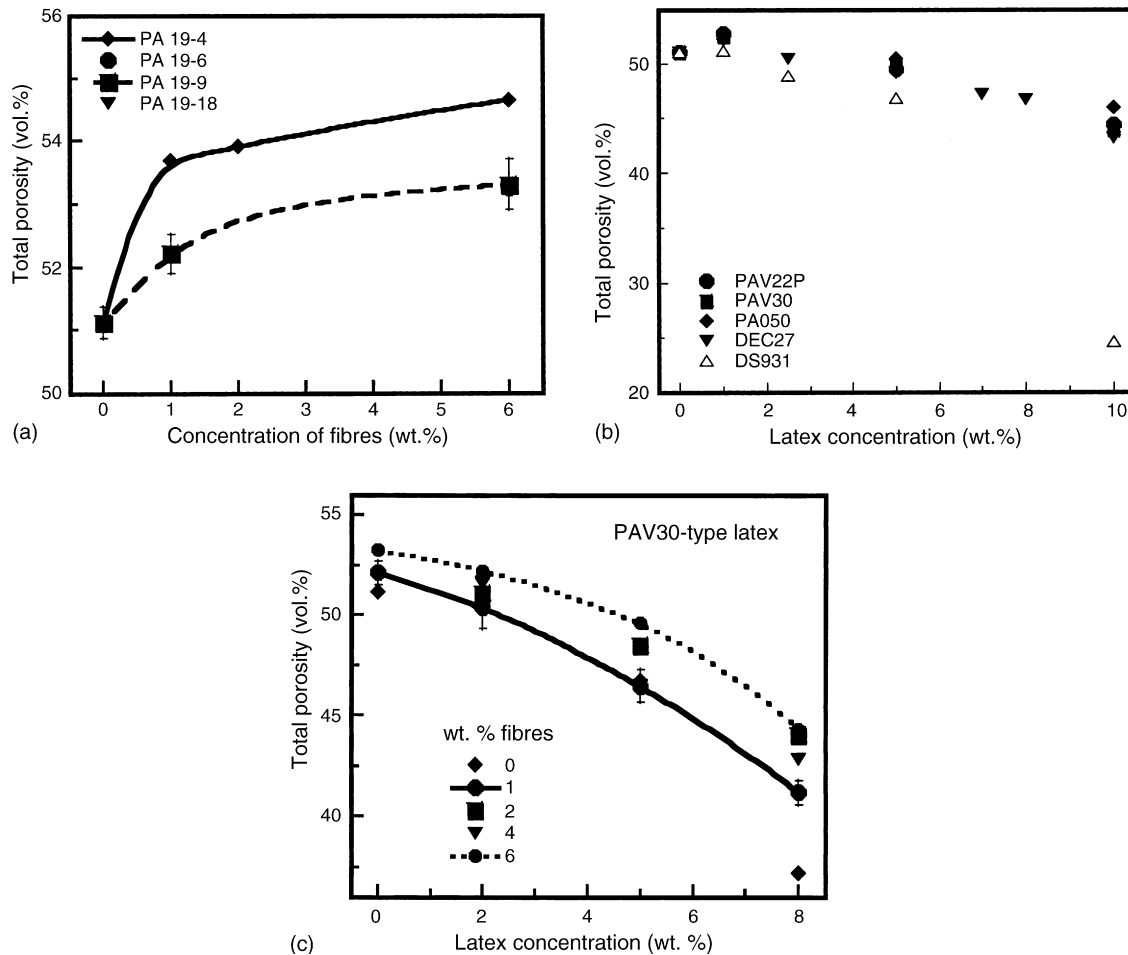 56
54
52
50
Total porosity (vol.%)
PA 19-4
PA 19-6
PA 19-9
PA 19-18
0 1 2 3 4 5 6
(a)
Concentration of fibres (wt.%)
50
40
30
20
Total porosity (vol.%)
PAV22P
PAV30
PA050
DEC27
DS931
0 2 4 6 8 10
(b)
Latex concentration (wt.%)
55
50
45
40
Total porosity (vol.%)
PAV30-type latex
wt. % fibres
0
1
2
4
6
0 2 4 6 8
(c)
Latex concentration (wt. %)